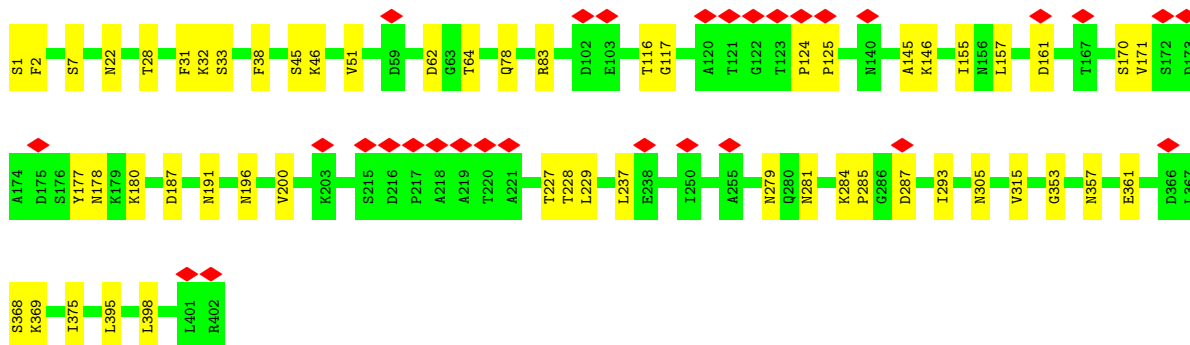 S1 F2 S7 N22 T28 F31 K32 S33 F38 S45 K46 V51 D59 D62 G63 T64 Q78 R83 D102 E103 T116 G117 A120 T121 G122 T123 P124 P125 N140 A145 K146 I155 N156 L157 D161 T167 S170 V171 S172 D173
A174 D175 S176 Y177 N178 K179 K180 D187 N191 N196 V200 K203 S215 D216 P217 A218 A219 T220 A221 T227 T228 L229 L237 E238 I250 A255 N279 Q280 N281 K284 P285 G286 D287 I293 N305 V315 G353 N357 E361 D366 L367
S368 K369 I375 L395 L398 L401 R402